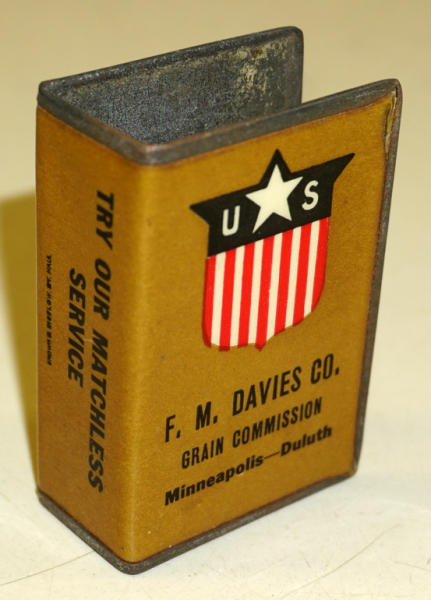 U S
F. M. DAVIES CO.
GRAIN COMMISSION
Minneapolis—Duluth
TRY OUR MATCHLESS
SERVICE